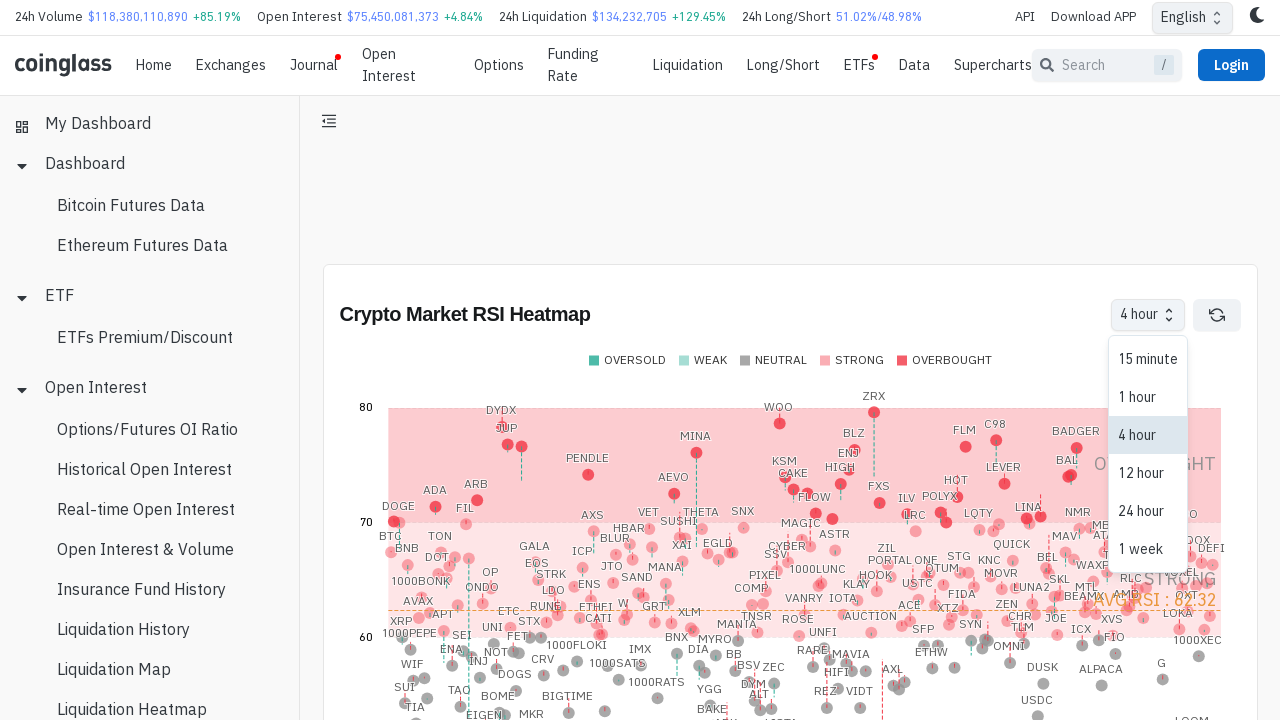 24h Volume $118,380,110,890 +85.19% Open Interest $75,450,081,373 +4.84% 24h Liquidation $134,232,705 +129.45% 24h Long/Short 51.02%/48.98% API Download APP English
coinglass Home Exchanges Journal Open Interest Options Funding Rate Liquidation Long/Short ETFs Data Supercharts Search / Login
My Dashboard
Dashboard
Bitcoin Futures Data
Ethereum Futures Data
ETF
ETFs Premium/Discount
Open Interest
Options/Futures OI Ratio
Historical Open Interest
Real-time Open Interest
Open Interest & Volume
Insurance Fund History
Liquidation History
Liquidation Map
Liquidation Heatmap
Crypto Market RSI Heatmap
4 hour
15 minute
1 hour
4 hour
12 hour
24 hour
1 week
OVERSOLD WEAK NEUTRAL STRONG OVERBOUGHT
80
70
60
ZRX
DYDX WOO
JUP C98
MINA BLZ FLM BADGER
PENDLE KSM ENJ BAL
AEVO CAKE HIGH LEVER
ADA ARB FXS HOT
DOGE FIL FLOW ILV POLYX LINA
AXS VET THETA SNX LRC LQTY NMR
BTC TON HBAR SUSHI MAGIC ASTR MAV
BNB GALA ICP BLUR XAI EGLD CYBER ZIL QUICK DEFI
DOT EOS JTO MANA SSV PORTAL ONE STG KNC BEL WAXP
1000BONK OP STRK SAND PIXEL 1000LUNC HOOK QTUM MOVR SKL
ONDO LDO ENS COMP KLAY USTC LUNA2 MTL
AVAX RUNE ETHFI W GRT VANRY IOTA ACE FIDA ZEN BEAMX AMB
API ETC CATI XLM TNSR ROSE AUCTION XTZ CHR JOE XVS LOKA
XRP UNI STX MANTA UNFI SFP SYN TLM ICX
1000PEPE SEI FET 1000FLOKI BNX MYRO 1000XEC
ENA NOT IMX DIA BB RARE MAVIA ETHW OMNI
WIF INJ CRV 1000SATS BSV ZEC HIFI AXL DUSK ALPACA G
SUI TAO DOGS 1000RATS YGG DYM REZ VIDT
TIA BOME BIGTIME ALT USDC
EIGEN MKR BAKE
STRONG
AVG RSI : 62.32